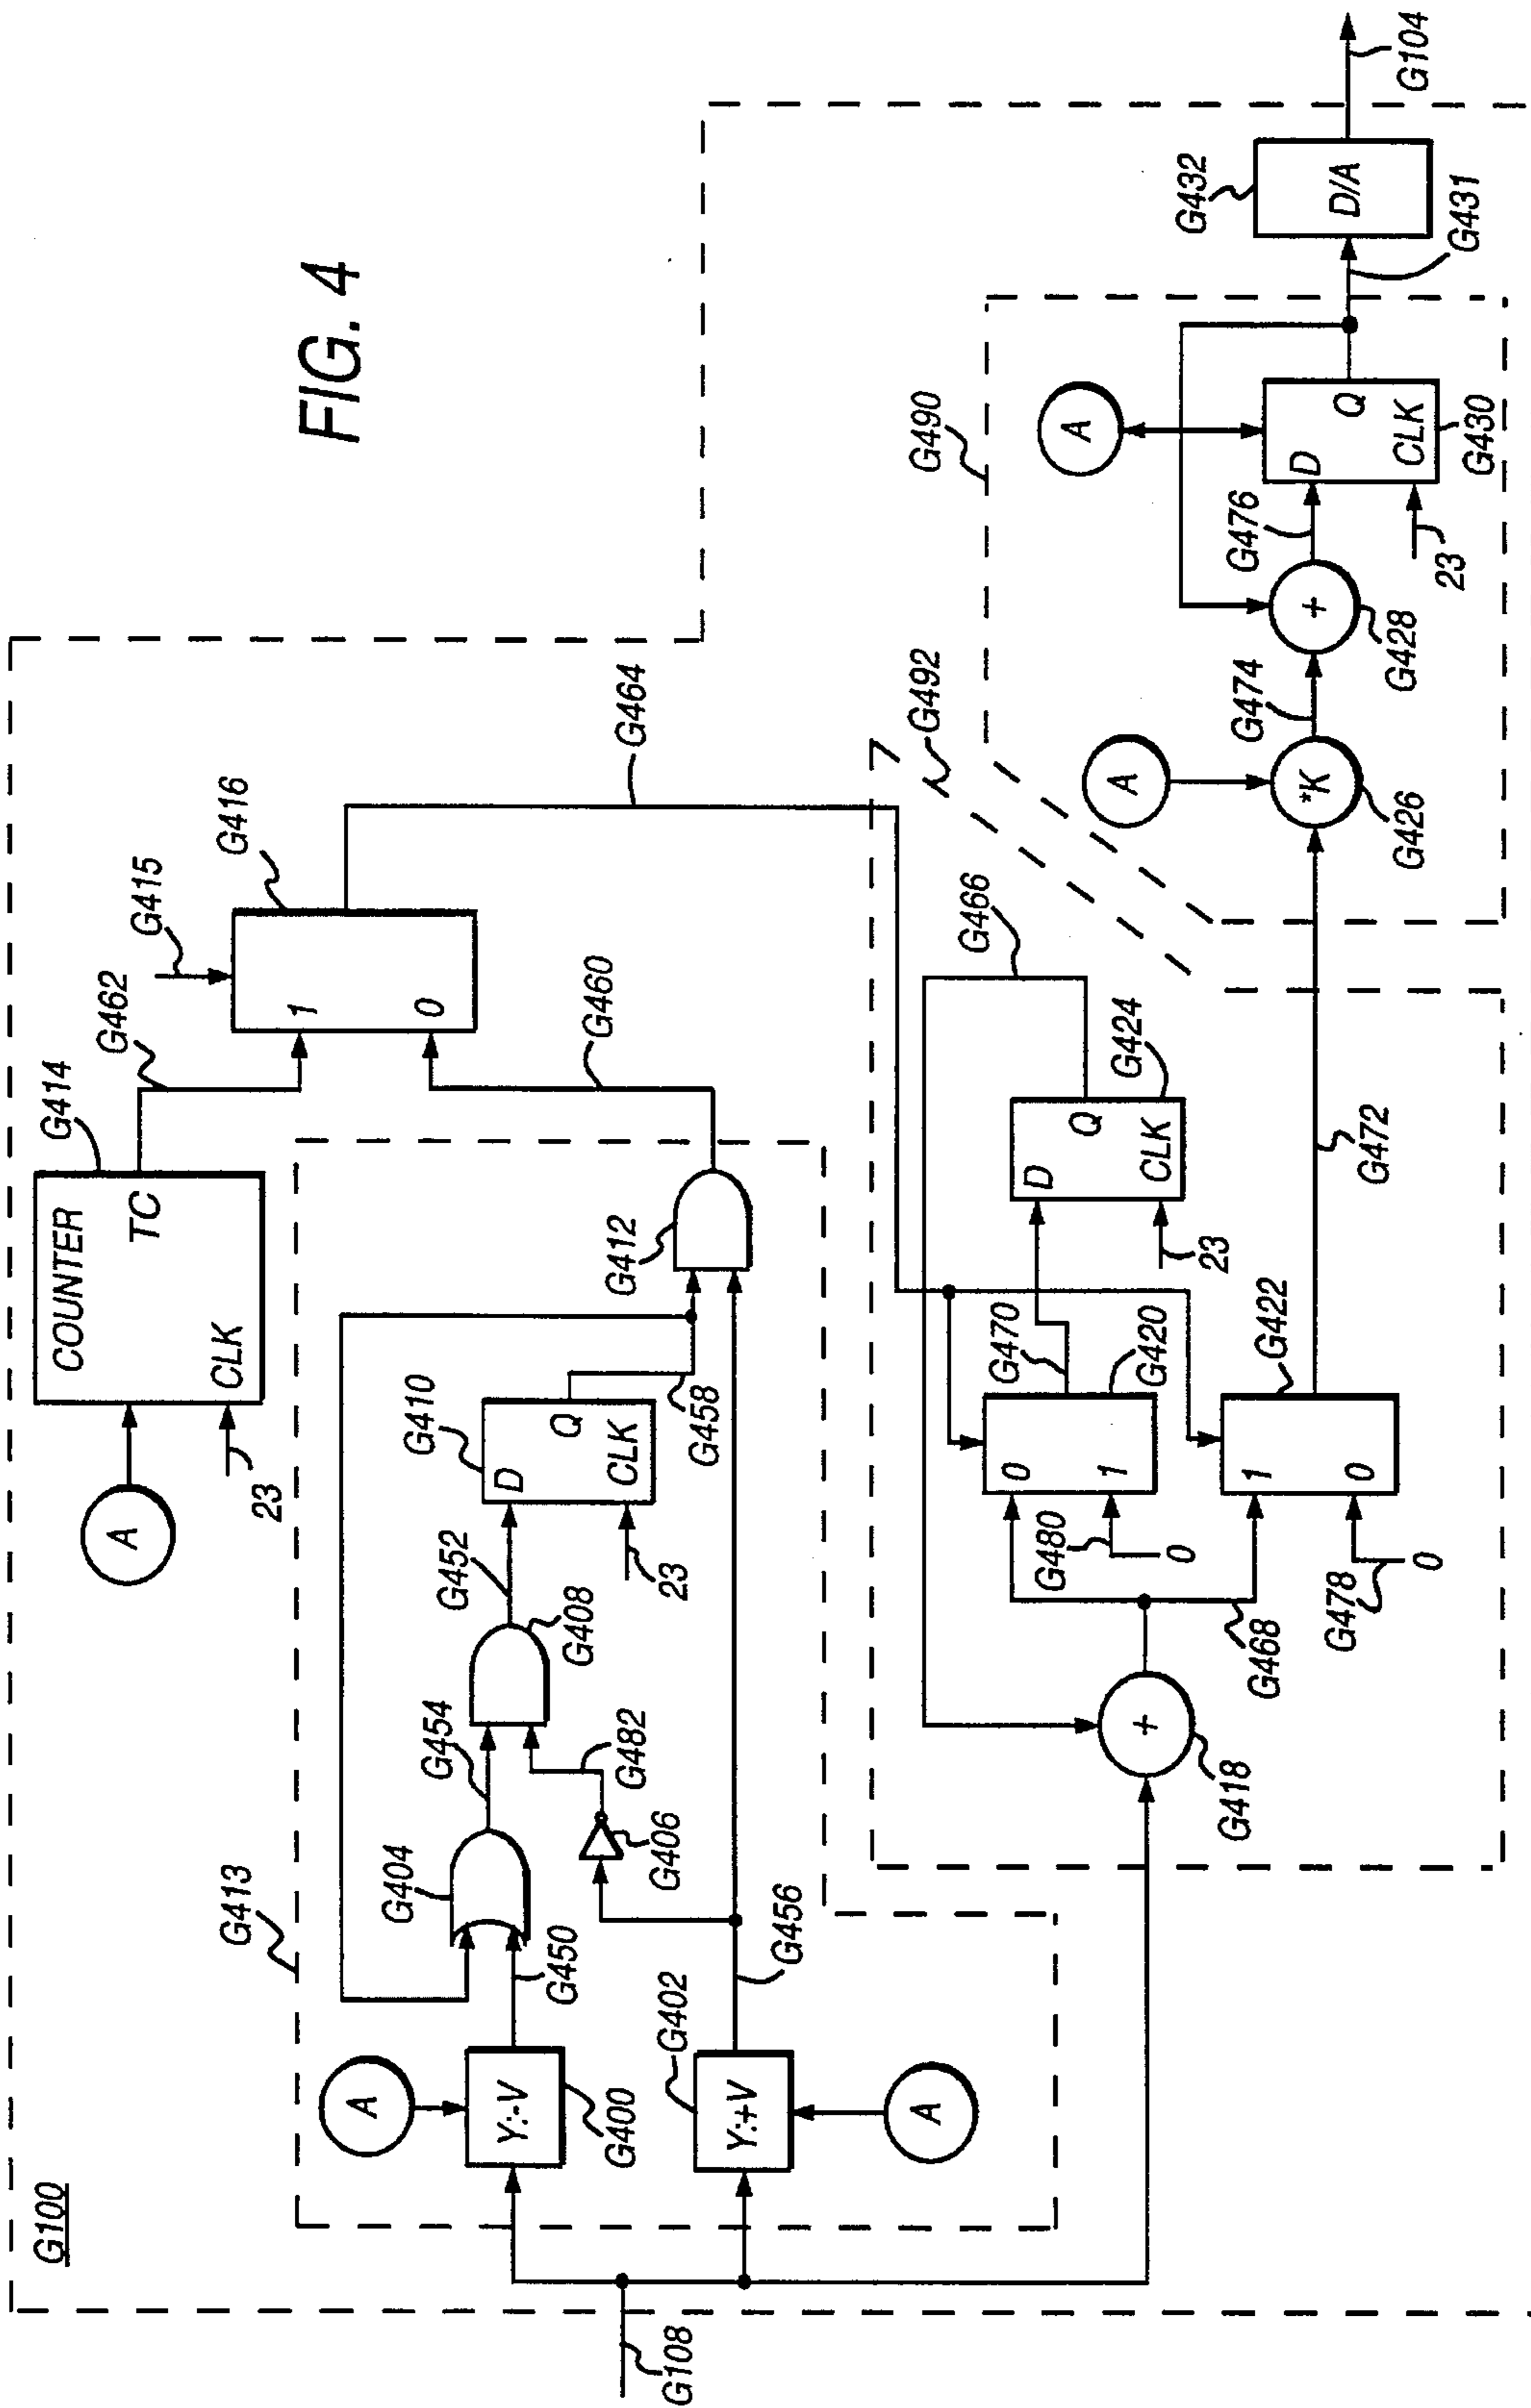 FIG. 4
G100
G108
G413
A
Y:-V
G400
G450
G404
G454
G408
G452
G410
D
Q
CLK
23
G458
A
Y:+V
G402
G456
G406
G482
G412
A
23
COUNTER
TC
CLK
G414
G462
G460
G415
G416
1
0
G464
G418
+
G468
G480
0
G478
0
0
1
G420
G470
1
0
G422
G472
D
Q
CLK
23
G424
G466
G492
G490
A
*K
G426
G474
+
G428
G476
A
D
Q
CLK
23
G430
G431
G432
D/A
G104